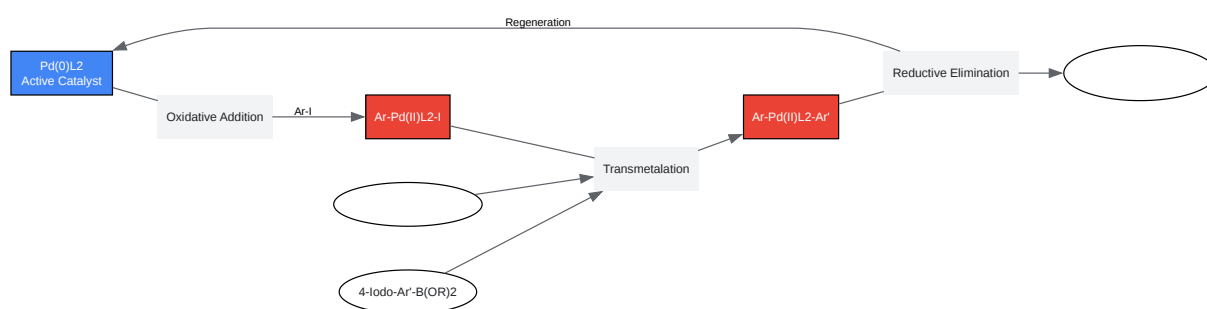 Regeneration
Pd(0)L2
Active Catalyst
Oxidative Addition
Ar-I
Ar-Pd(II)L2-I
Transmetalation
Ar-Pd(II)L2-Ar'
Reductive Elimination
4-Iodo-Ar'-B(OR)2